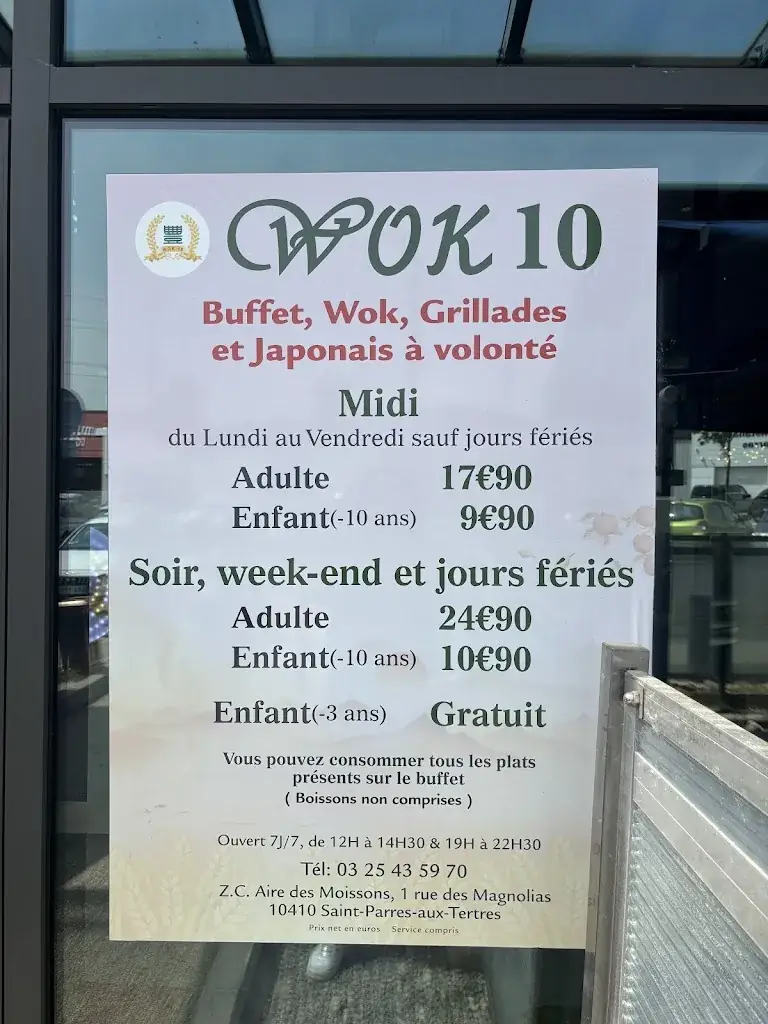 WOK 10
Buffet, Wok, Grillades
et Japonais à volonté
Midi
du Lundi au Vendredi sauf jours fériés
Adulte 17€90
Enfant(-10 ans) 9€90
Soir, week-end et jours fériés
Adulte 24€90
Enfant(-10 ans) 10€90
Enfant(-3 ans) Gratuit
Vous pouvez consommer tous les plats
présents sur le buffet
( Boissons non comprises )
Ouvert 7J/7, de 12H à 14H30 & 19H à 22H30
Tél: 03 25 43 59 70
Z.C. Aire des Moissons, 1 rue des Magnolias
10410 Saint-Parres-aux-Tertres
Prix net en euros Service compris